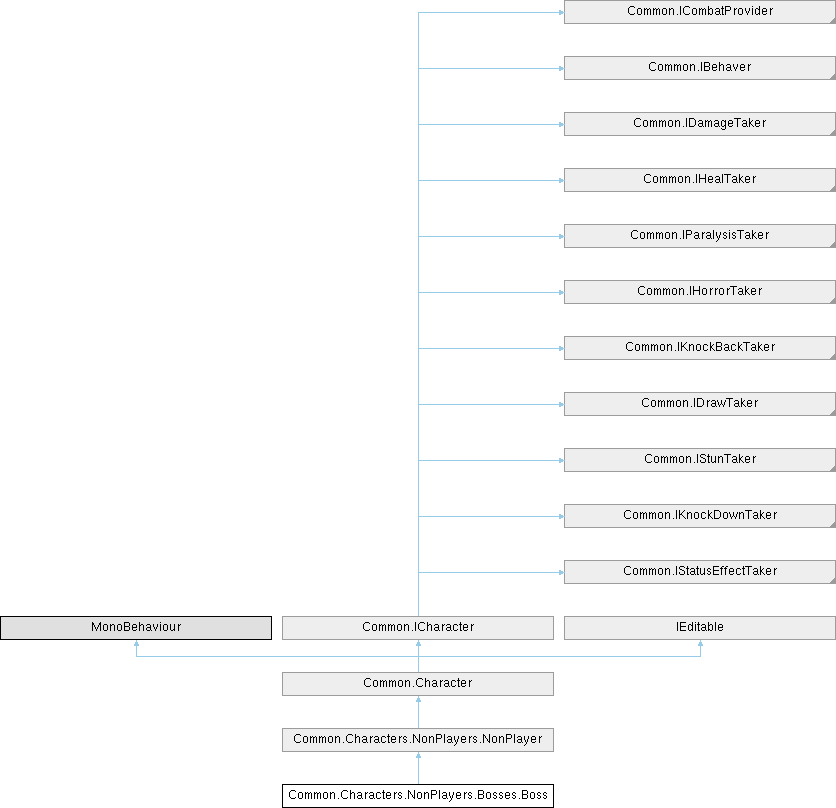 Common.ICombatProvider
Common.IBehaver
Common.IDamageTaker
Common.IHealTaker
Common.IParalysisTaker
Common.IHorrorTaker
Common.IKnockBackTaker
Common.IDrawTaker
Common.IStunTaker
Common.IKnockDownTaker
Common.IStatusEffectTaker
MonoBehaviour
Common.ICharacter
IEditable
Common.Character
Common.Characters.NonPlayers.NonPlayer
Common.Characters.NonPlayers.Bosses.Boss